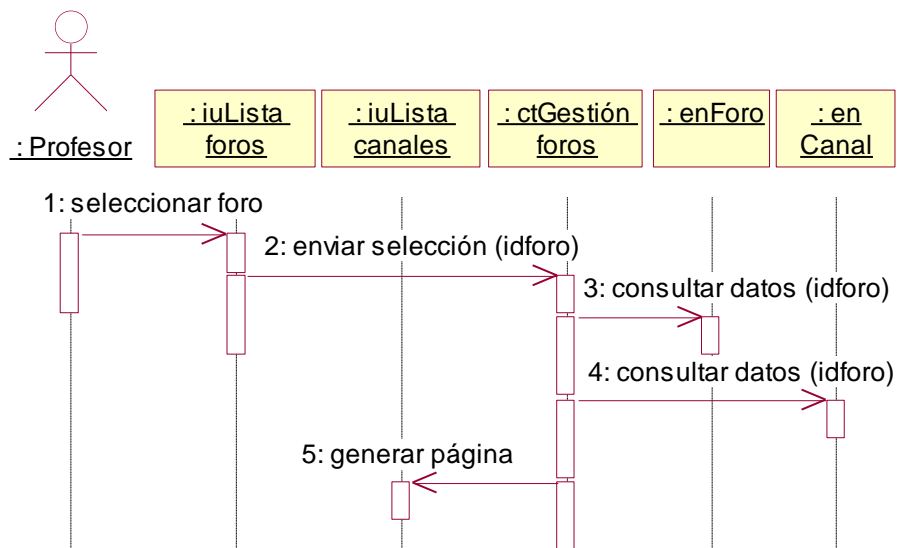 : Profesor
: iuLista
foros
: iuLista
canales
: ctGestión
foros
: enForo
: en
Canal
1: seleccionar foro
2: enviar selección (idforo)
3: consultar datos (idforo)
4: consultar datos (idforo)
5: generar página